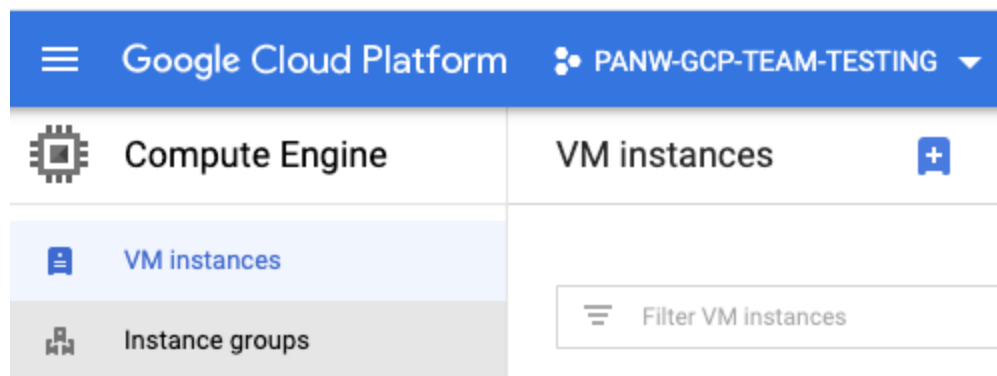 Google Cloud Platform PANW-GCP-TEAM-TESTING
Compute Engine VM instances
VM instances
Filter VM instances
Instance groups